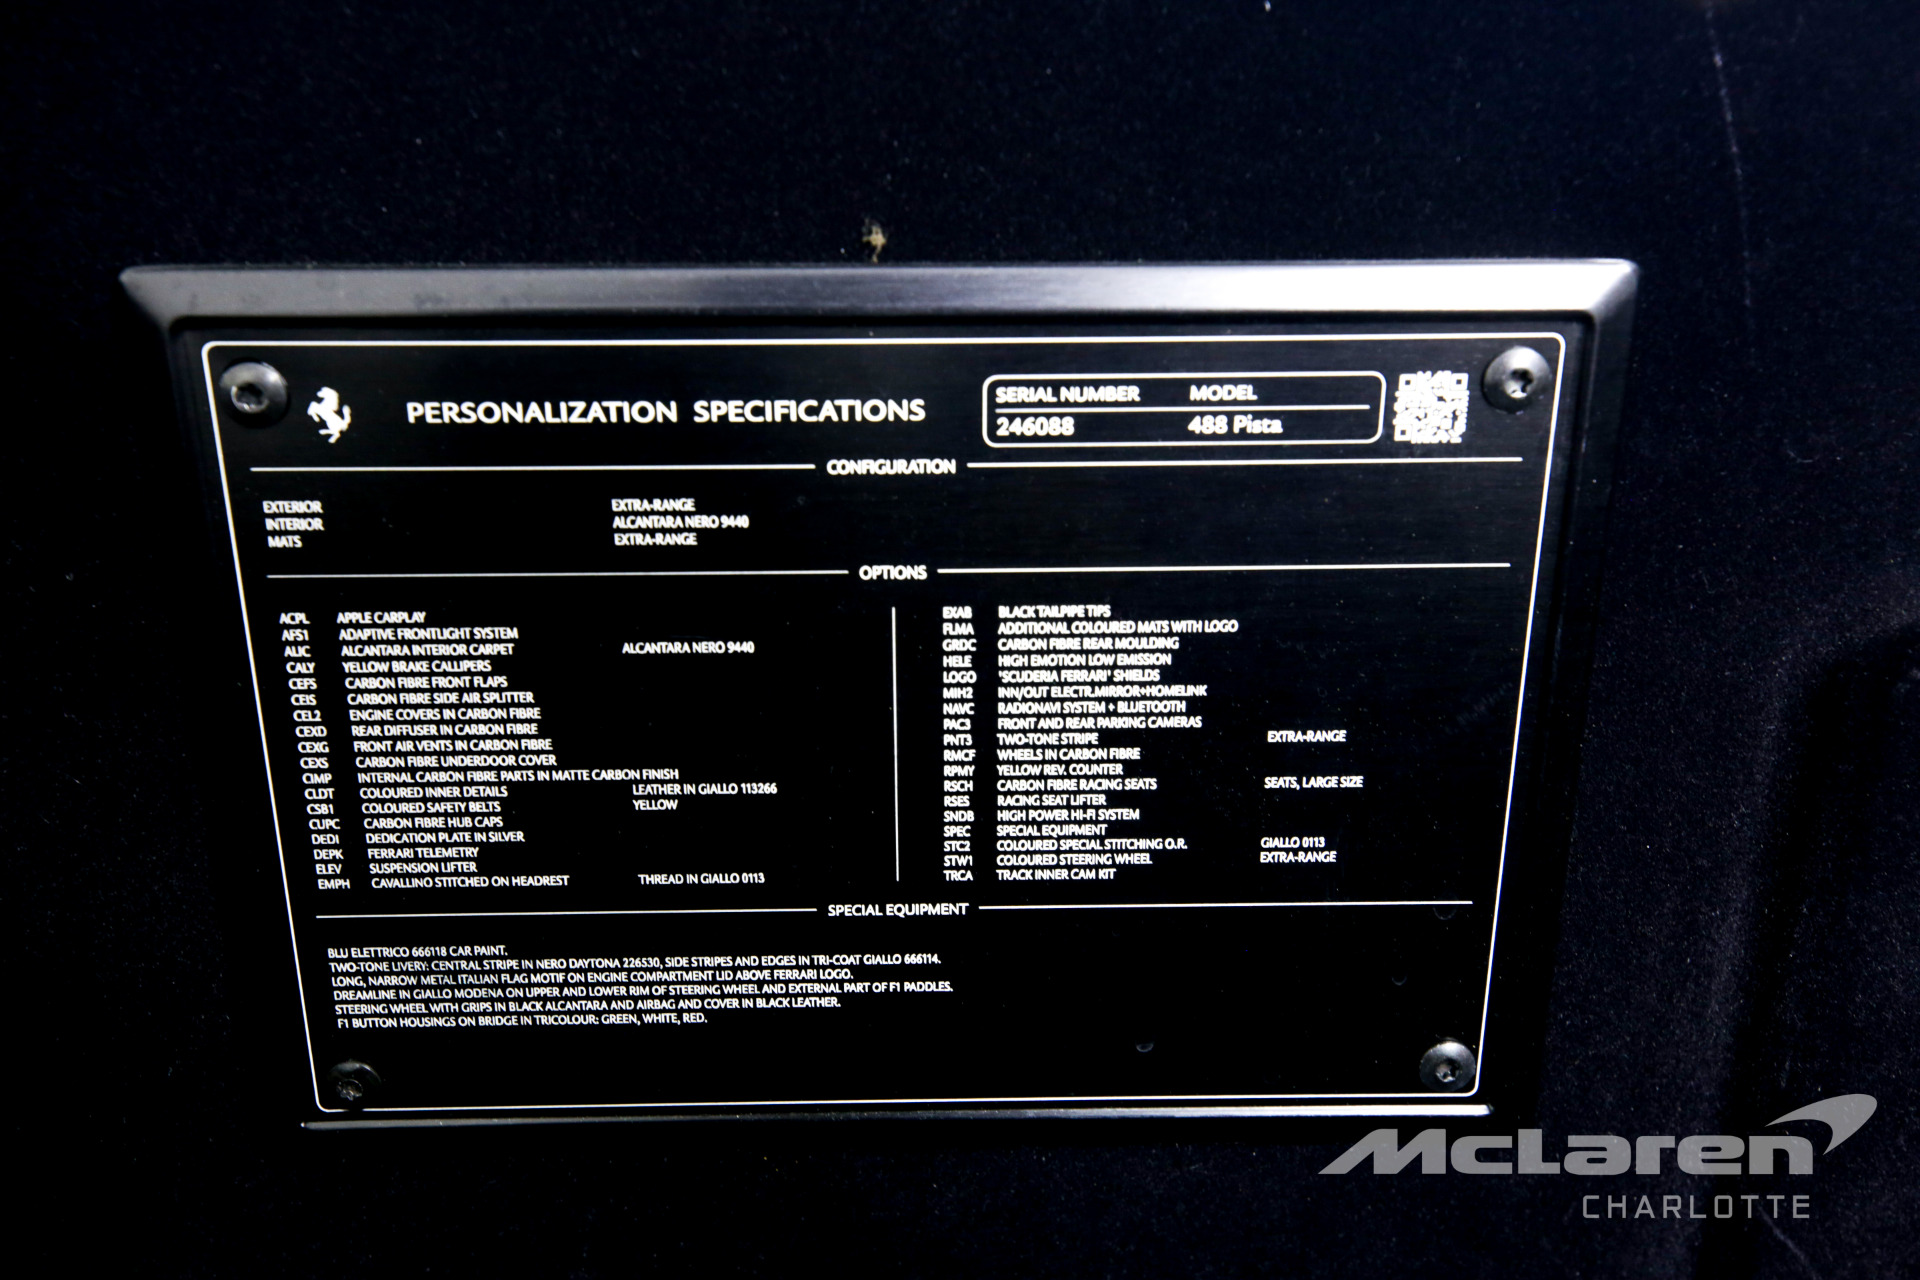 PERSONALIZATION SPECIFICATIONS
SERIAL NUMBER MODEL
246088 488 Pista
CONFIGURATION
EXTERIOR EXTRA-RANGE
INTERIOR ALCANTARA NERO 9440
MATS EXTRA-RANGE
OPTIONS
ACPL APPLE CARPLAY
AFS1 ADAPTIVE FRONTLIGHT SYSTEM
ALIC ALCANTARA INTERIOR CARPET ALCANTARA NERO 9440
CALY YELLOW BRAKE CALLIPERS
CEFS CARBON FIBRE FRONT FLAPS
CEIS CARBON FIBRE SIDE AIR SPLITTER
CEL2 ENGINE COVERS IN CARBON FIBRE
CEXD REAR DIFFUSER IN CARBON FIBRE
CEXG FRONT AIR VENTS IN CARBON FIBRE
CEXS CARBON FIBRE UNDERDOOR COVER
CIMP INTERNAL CARBON FIBRE PARTS IN MATTE CARBON FINISH
CLDT COLOURED INNER DETAILS LEATHER IN GIALLO 113266
CSB1 COLOURED SAFETY BELTS YELLOW
CUPC CARBON FIBRE HUB CAPS
DEDI DEDICATION PLATE IN SILVER
DEPK FERRARI TELEMETRY
ELEV SUSPENSION LIFTER
EMPH CAVALLINO STITCHED ON HEADREST THREAD IN GIALLO 0113
EXAB BLACK TAILPIPE TIPS
FLMA ADDITIONAL COLOURED MATS WITH LOGO
GRDC CARBON FIBRE REAR MOULDING
HELE HIGH EMOTION LOW EMISSION
LOGO 'SCUDERIA FERRARI' SHIELDS
MIH2 INN/OUT ELECTR.MIRROR+HOMELINK
NAVC RADIONAVI SYSTEM + BLUETOOTH
PAC3 FRONT AND REAR PARKING CAMERAS
PNT3 TWO-TONE STRIPE EXTRA-RANGE
RMCF WHEELS IN CARBON FIBRE
RPMY YELLOW REV. COUNTER
RSCH CARBON FIBRE RACING SEATS SEATS, LARGE SIZE
RSES RACING SEAT LIFTER
SNDB HIGH POWER HI-FI SYSTEM
SPEC SPECIAL EQUIPMENT
STC2 COLOURED SPECIAL STITCHING O.R. GIALLO 0113
STW1 COLOURED STEERING WHEEL EXTRA-RANGE
TRCA TRACK INNER CAM KIT
SPECIAL EQUIPMENT
BLU ELETTRICO 666118 CAR PAINT.
TWO-TONE LIVERY: CENTRAL STRIPE IN NERO DAYTONA 226530, SIDE STRIPES AND EDGES IN TRI-COAT GIALLO 666114.
LONG, NARROW METAL ITALIAN FLAG MOTIF ON ENGINE COMPARTMENT LID ABOVE FERRARI LOGO.
DREAMLINE IN GIALLO MODENA ON UPPER AND LOWER RIM OF STEERING WHEEL AND EXTERNAL PART OF F1 PADDLES.
STEERING WHEEL WITH GRIPS IN BLACK ALCANTARA AND AIRBAG AND COVER IN BLACK LEATHER.
F1 BUTTON HOUSINGS ON BRIDGE IN TRICOLOUR: GREEN, WHITE, RED.
McLaren
CHARLOTTE